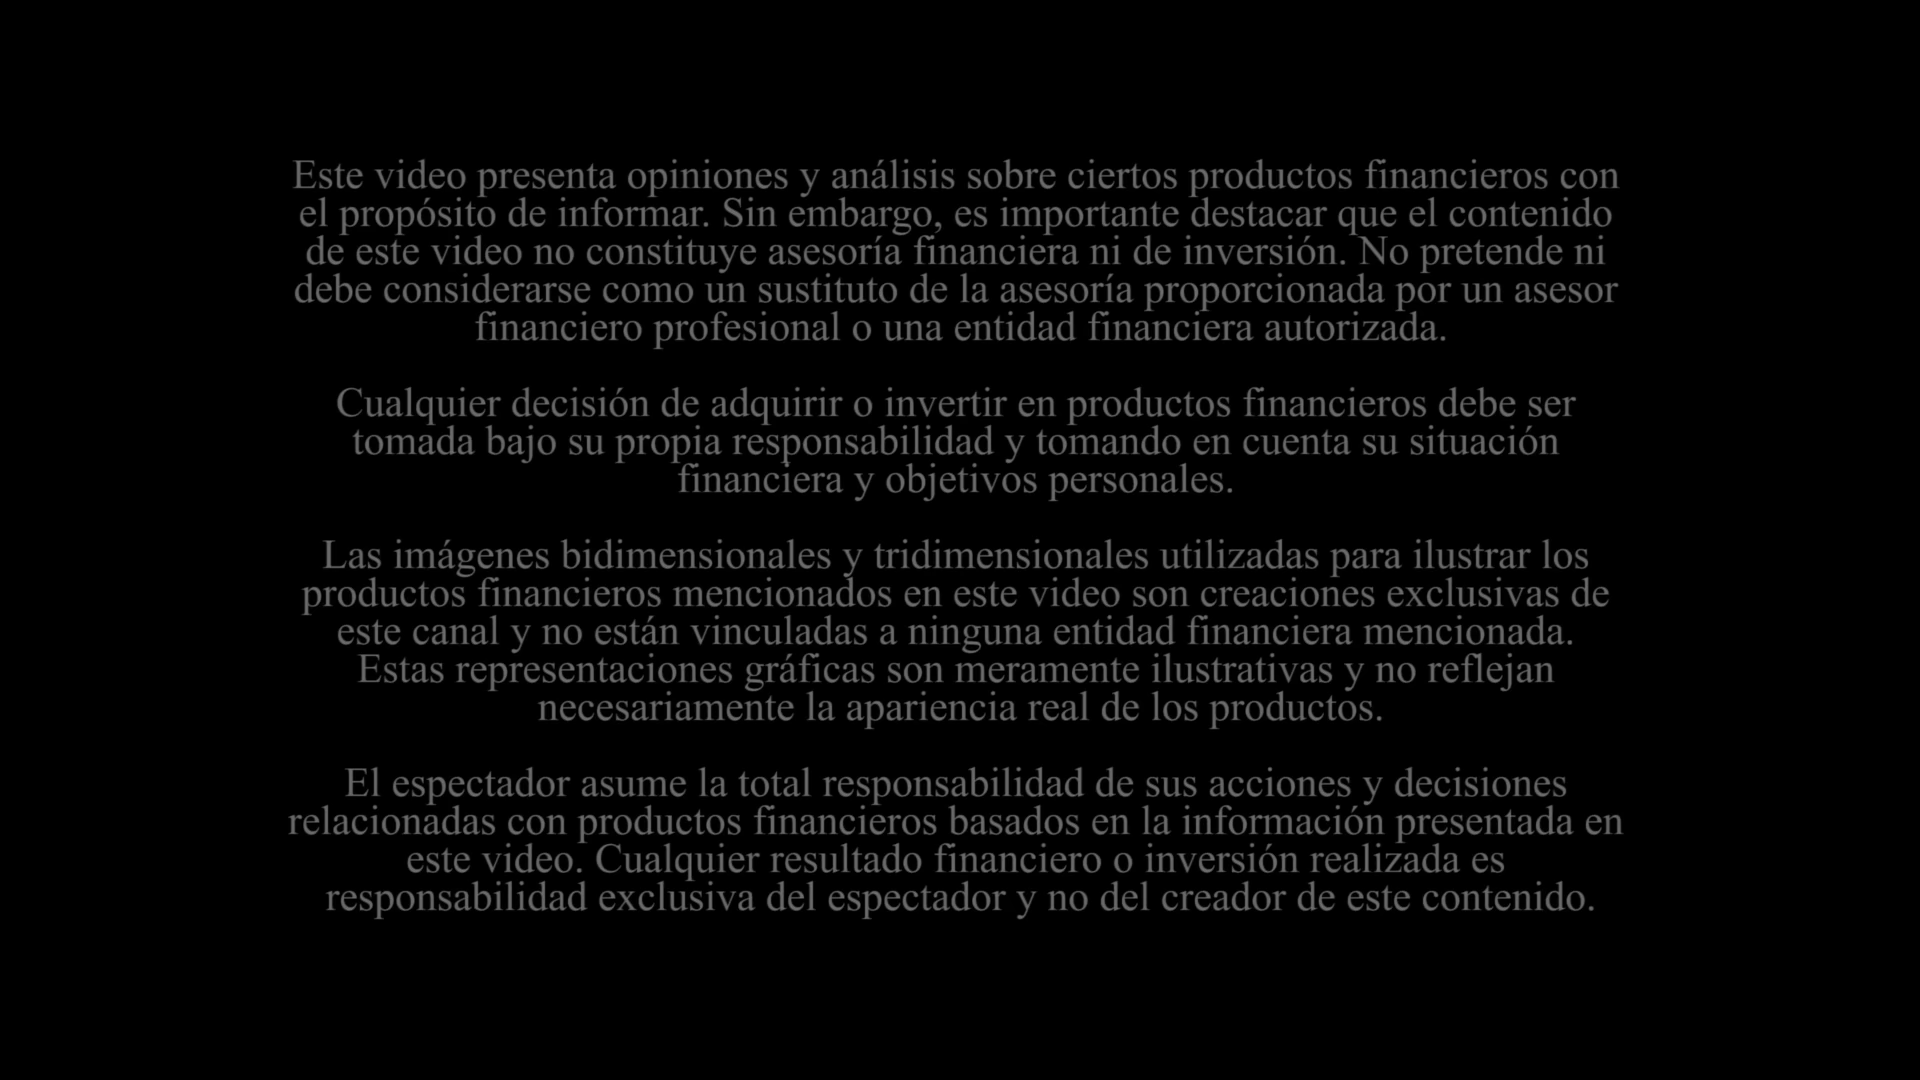 Este video presenta opiniones y análisis sobre ciertos productos financieros con
el propósito de informar. Sin embargo, es importante destacar que el contenido
de este video no constituye asesoría financiera ni de inversión. No pretende ni
debe considerarse como un sustituto de la asesoría proporcionada por un asesor
financiero profesional o una entidad financiera autorizada.
Cualquier decisión de adquirir o invertir en productos financieros debe ser
tomada bajo su propia responsabilidad y tomando en cuenta su situación
financiera y objetivos personales.
Las imágenes bidimensionales y tridimensionales utilizadas para ilustrar los
productos financieros mencionados en este video son creaciones exclusivas de
este canal y no están vinculadas a ninguna entidad financiera mencionada.
Estas representaciones gráficas son meramente ilustrativas y no reflejan
necesariamente la apariencia real de los productos.
El espectador asume la total responsabilidad de sus acciones y decisiones
relacionadas con productos financieros basados en la información presentada en
este video. Cualquier resultado financiero o inversión realizada es
responsabilidad exclusiva del espectador y no del creador de este contenido.